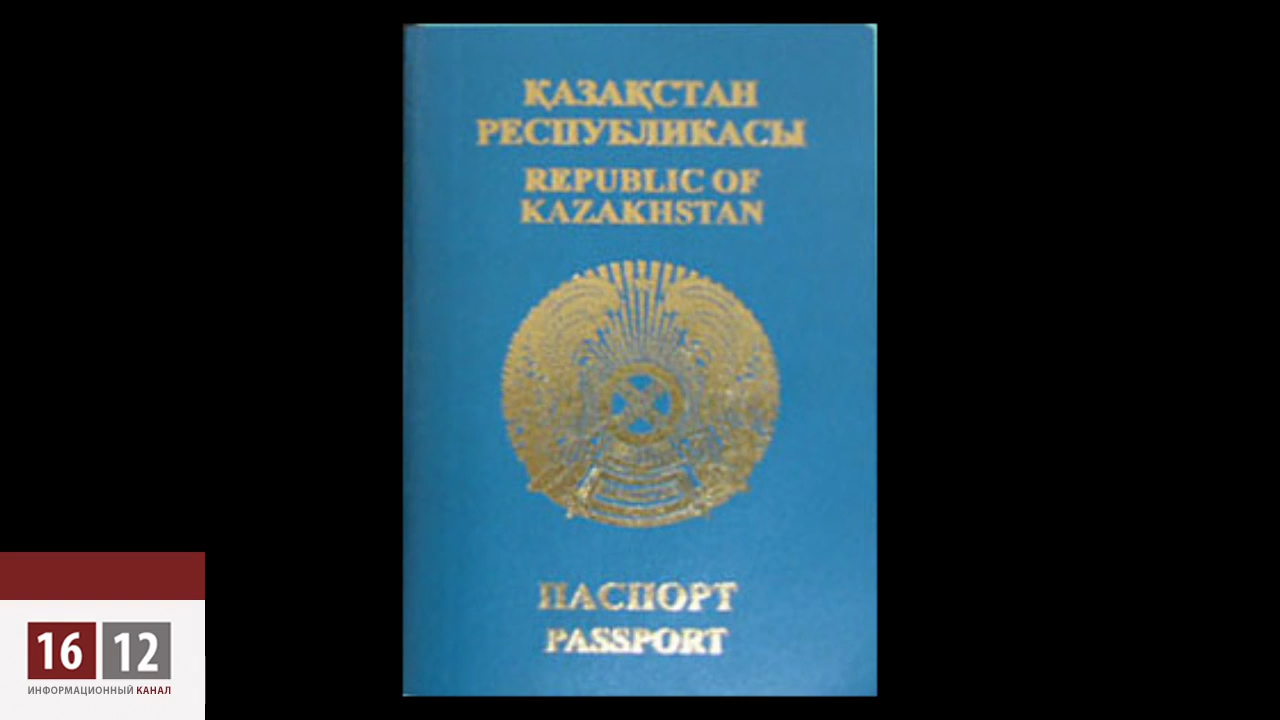 ҚАЗАҚСТАН
РЕСПУБЛИКАСЫ
REPUBLIC OF
KAZAKHSTAN
ПАСПОРТ
PASSPORT
16 12
ИНФОРМАЦИОННЫЙ КАНАЛ